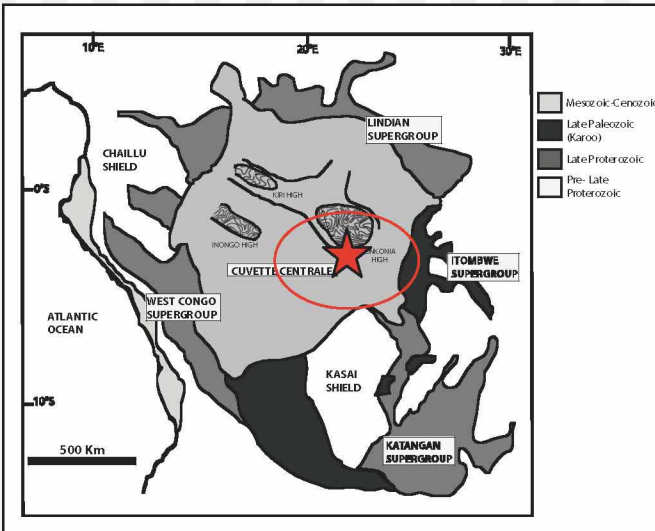 10°E
20°E
30°E
LINDIAN
SUPERGROUP
Mesozoic-Cenozoic
Late Paleozoic
(Karoo)
Late Proterozoic
Pre- Late
Proterozoic
CHAILLU
SHIELD
0°S
KIRI HIGH
INONGO HIGH
HIGH
CUVETTE CENTRALE
ITOMBWE
SUPERGROUP
WEST CONGO
SUPERGROUP
ATLANTIC
OCEAN
KASAI
SHIELD
10°S
KATANGAN
SUPERGROUP
500 Km